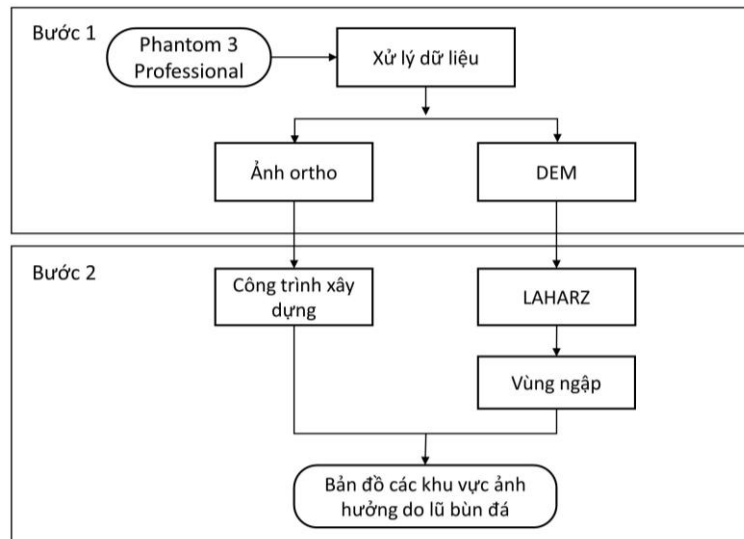 Bước 1
Phantom 3
Professional
Xử lý dữ liệu
Ảnh ortho
DEM
Bước 2
Công trình xây
dựng
LAHARZ
Vùng ngập
Bản đồ các khu vực ảnh
hưởng do lũ bùn đá